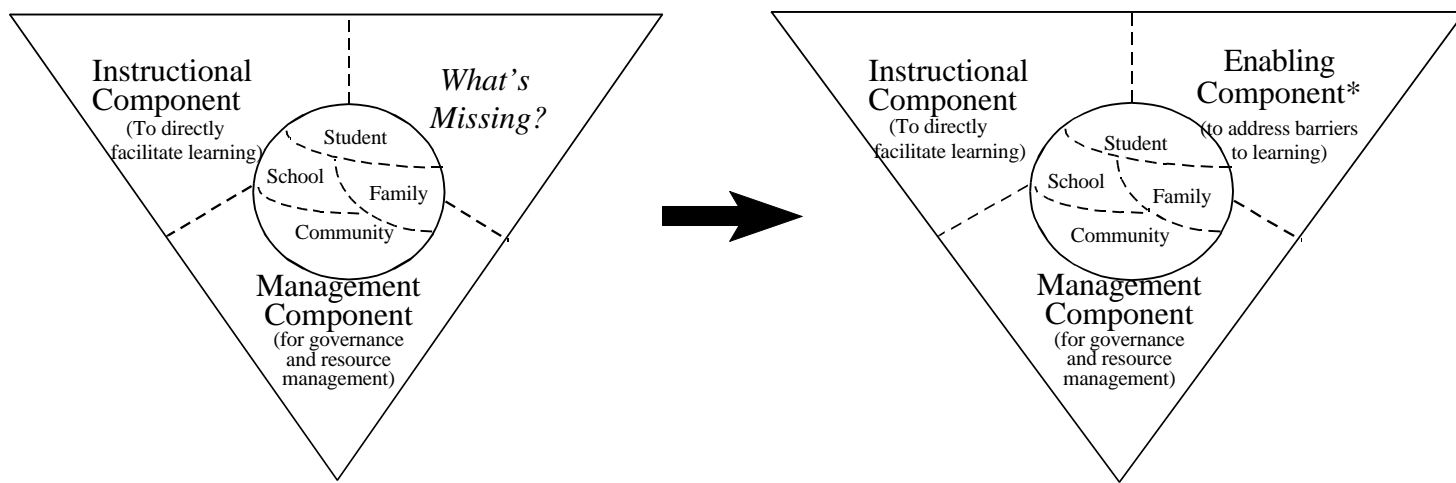 Instructional
Component
(To directly
facilitate learning)
What's
Missing?
Student
School
Family
Community
Management
Component
(for governance
and resource
management)
Instructional
Component
(To directly
facilitate learning)
Enabling
Component*
(to address barriers
to learning)
Student
School
Family
Community
Management
Component
(for governance
and resource
management)